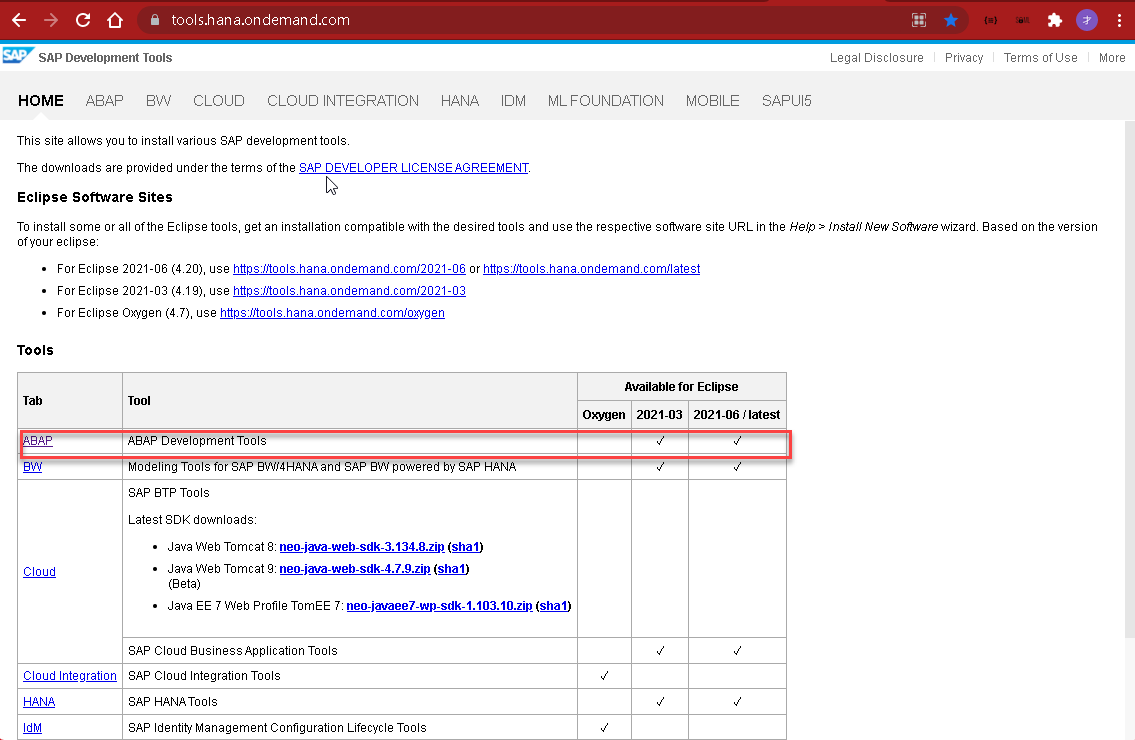 tools.hana.ondemand.com
SAP SAP Development Tools
Legal Disclosure Privacy Terms of Use More
HOME ABAP BW CLOUD CLOUD INTEGRATION HANA IDM ML FOUNDATION MOBILE SAPUI5
This site allows you to install various SAP development tools.
The downloads are provided under the terms of the SAP DEVELOPER LICENSE AGREEMENT.
Eclipse Software Sites
To install some or all of the Eclipse tools, get an installation compatible with the desired tools and use the respective software site URL in the Help > Install New Software wizard. Based on the version
of your eclipse:
• For Eclipse 2021-06 (4.20), use https://tools.hana.ondemand.com/2021-06 or https://tools.hana.ondemand.com/latest
• For Eclipse 2021-03 (4.19), use https://tools.hana.ondemand.com/2021-03
• For Eclipse Oxygen (4.7), use https://tools.hana.ondemand.com/oxygen
Tools
Tab Tool Available for Eclipse
Oxygen 2021-03 2021-06 / latest
ABAP ABAP Development Tools ✓ ✓
BW Modeling Tools for SAP BW/4HANA and SAP BW powered by SAP HANA ✓ ✓
Cloud
SAP BTP Tools
Latest SDK downloads:
• Java Web Tomcat 8: neo-java-web-sdk-3.134.8.zip (sha1)
• Java Web Tomcat 9: neo-java-web-sdk-4.7.9.zip (sha1)
(Beta)
• Java EE 7 Web Profile TomEE 7: neo-javaee7-wp-sdk-1.103.10.zip (sha1)
SAP Cloud Business Application Tools ✓ ✓
Cloud Integration SAP Cloud Integration Tools ✓
HANA SAP HANA Tools ✓ ✓
IdM SAP Identity Management Configuration Lifecycle Tools ✓